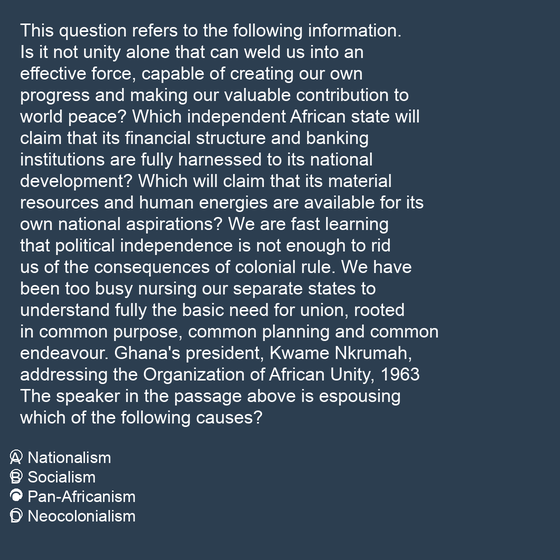 This question refers to the following information.
Is it not unity alone that can weld us into an
effective force, capable of creating our own
progress and making our valuable contribution to
world peace? Which independent African state will
claim that its financial structure and banking
institutions are fully harnessed to its national
development? Which will claim that its material
resources and human energies are available for its
own national aspirations? We are fast learning
that political independence is not enough to rid
us of the consequences of colonial rule. We have
been too busy nursing our separate states to
understand fully the basic need for union, rooted
in common purpose, common planning and common
endeavour. Ghana's president, Kwame Nkrumah,
addressing the Organization of African Unity, 1963
The speaker in the passage above is espousing
which of the following causes?
A Nationalism
B Socialism
C Pan-Africanism
D Neocolonialism